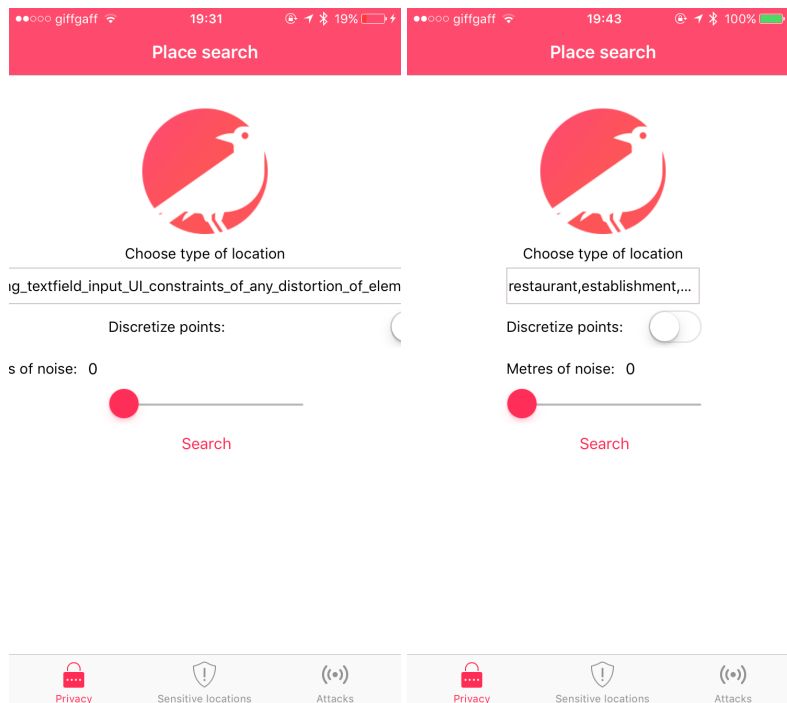 giffgaff 19:31 19%
Place search
Choose type of location
ng_textfield_input_UI_constraints_of_any_distortion_of_elem
Discretize points:
s of noise: 0
Search
Privacy Sensitive locations Attacks
giffgaff 19:43 100%
Place search
Choose type of location
restaurant,establishment,...
Discretize points:
Metres of noise: 0
Search
Privacy Sensitive locations Attacks